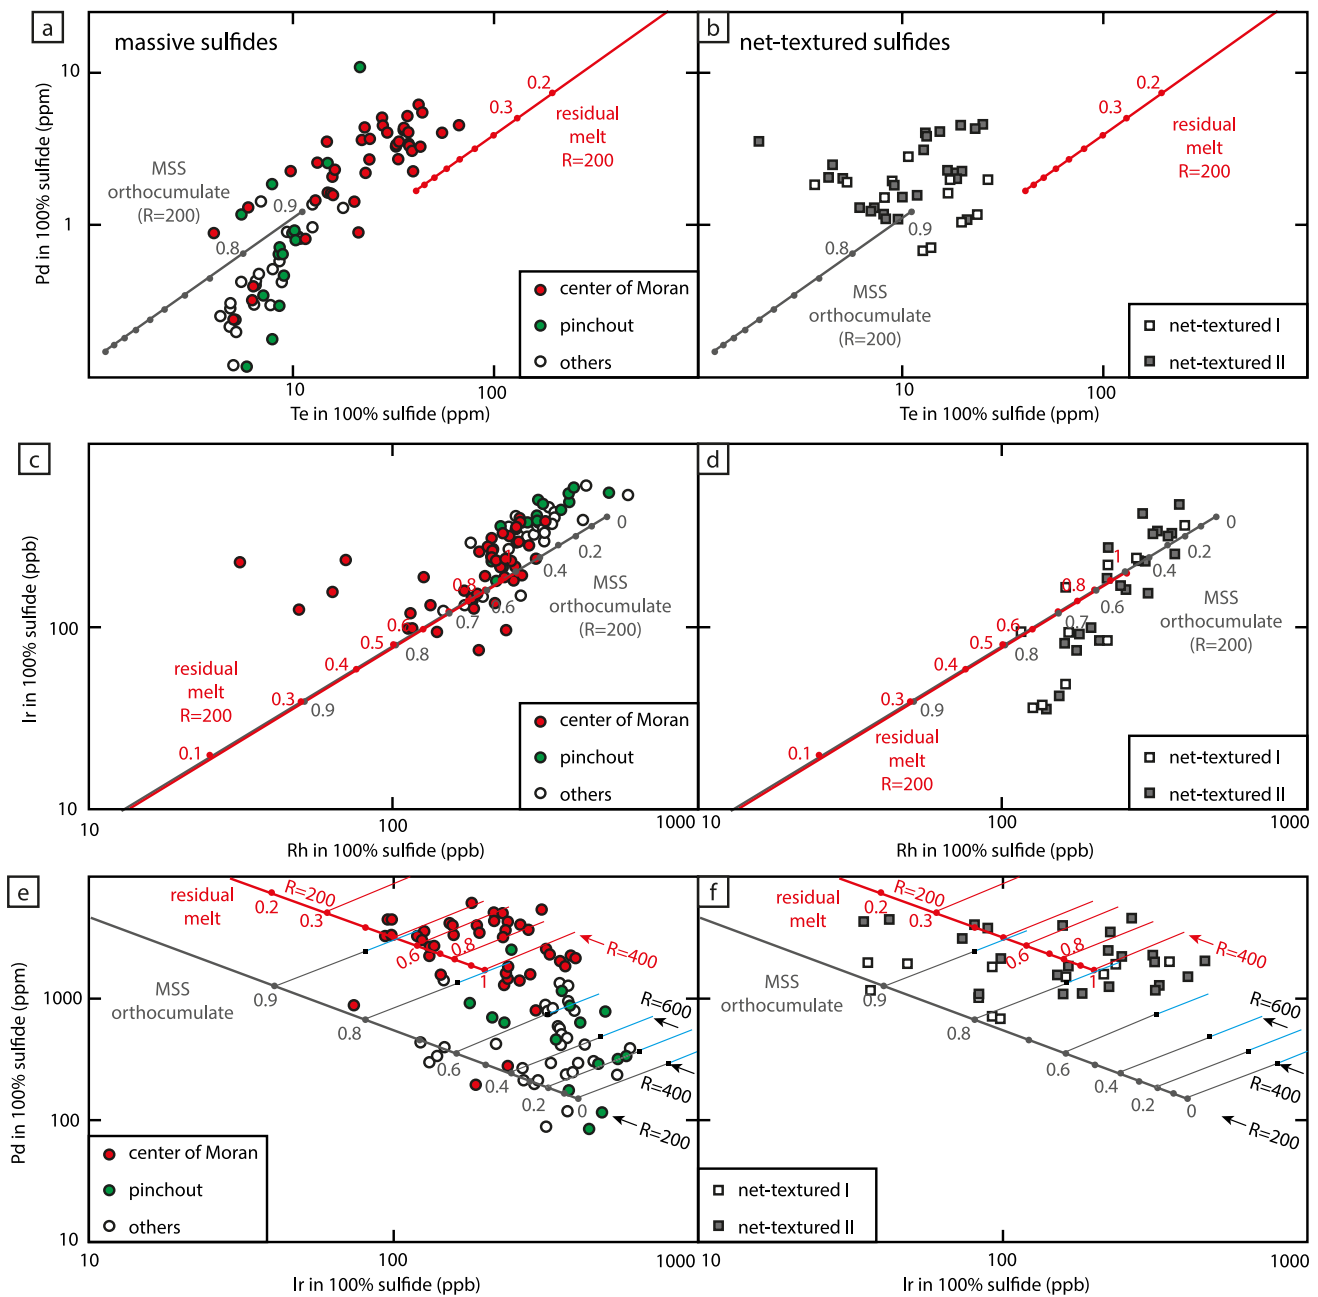 a
massive sulfides
10
1
Pd in 100% sulfide (ppm)
MSS
orthocumulate
(R=200)
0.9
0.8
0.3
0.2
residual
melt
R=200
center of Moran
pinchout
others
10
100
Te in 100% sulfide (ppm)
b
net-textured sulfides
0.3
0.2
residual
melt
R=200
0.9
0.8
MSS
orthocumulate
(R=200)
net-textured I
net-textured II
10
100
Te in 100% sulfide (ppm)
c
Ir in 100% sulfide (ppb)
100
10
0
0.2
0.4
0.6
0.7
0.8
0.9
MSS
orthocumulate
(R=200)
1
0.8
0.6
0.5
0.4
0.3
0.1
residual
melt
R=200
center of Moran
pinchout
others
10
100
1000
Rh in 100% sulfide (ppb)
d
0
0.2
0.4
0.6
0.7
0.8
0.9
MSS
orthocumulate
(R=200)
1
0.8
0.6
0.5
0.4
0.3
0.1
residual
melt
R=200
net-textured I
net-textured II
10
100
1000
Rh in 100% sulfide (ppb)
e
Pd in 100% sulfide (ppm)
1000
100
10
residual
melt
R=200
0.2
0.3
0.6
0.8
1
R=400
MSS
orthocumulate
0.9
0.8
0.6
0.4
0.2
0
R=600
R=400
R=200
center of Moran
pinchout
others
10
100
1000
Ir in 100% sulfide (ppb)
f
residual
melt
R=200
0.2
0.3
0.6
0.8
1
R=400
MSS
orthocumulate
0.9
0.8
0.6
0.4
0.2
0
R=600
R=400
R=200
net-textured I
net-textured II
10
100
1000
Ir in 100% sulfide (ppb)